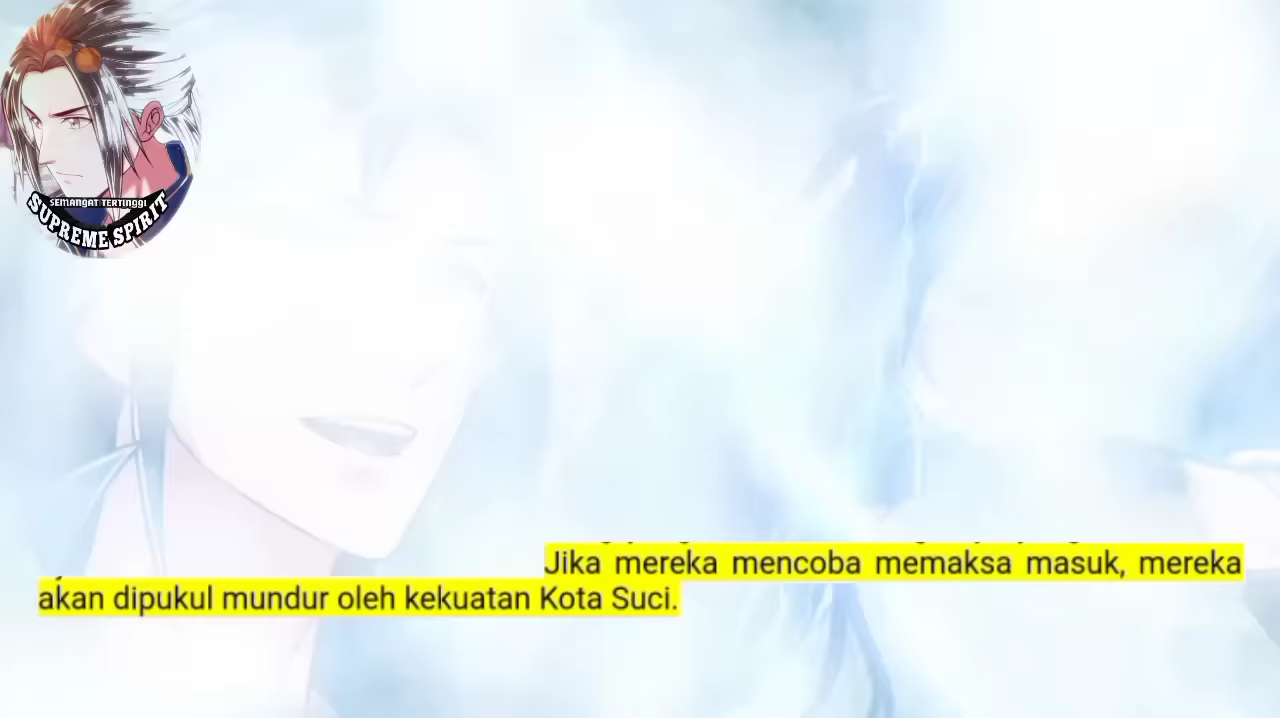 SEMANGAT TERTINGGI
SUPREME SPIRIT
Jika mereka mencoba memaksa masuk, mereka
akan dipukul mundur oleh kekuatan Kota Suci.